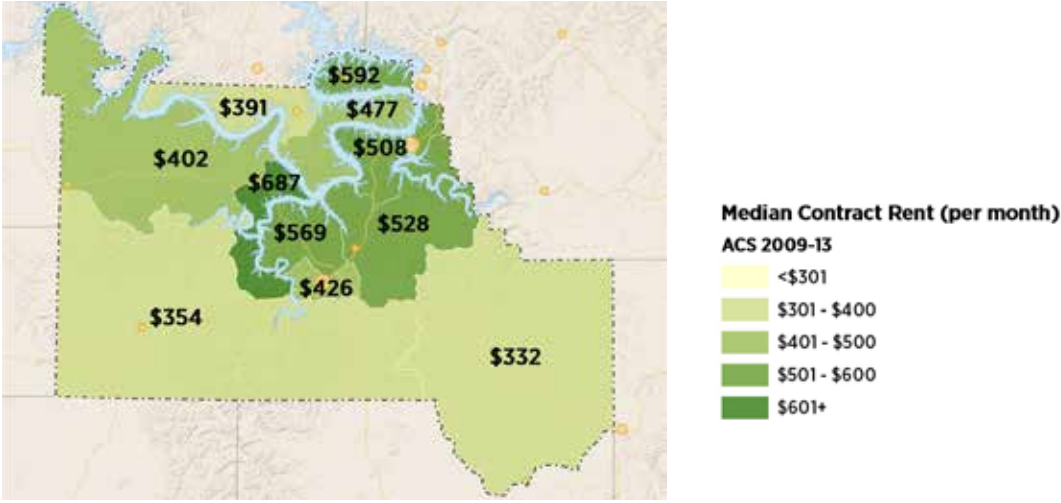 $592
$391
$477
$508
$402
$687
$528
$569
$426
$354
$332
Median Contract Rent (per month)
ACS 2009-13
<$301
$301 - $400
$401 - $500
$501 - $600
$601+